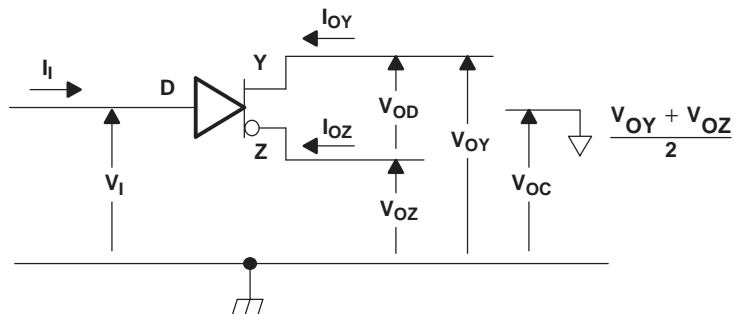 I_OY
I_I
D
Y
V_OD
I_OZ
Z
V_OY
V_OY + V_OZ
2
V_I
V_OZ
V_OC